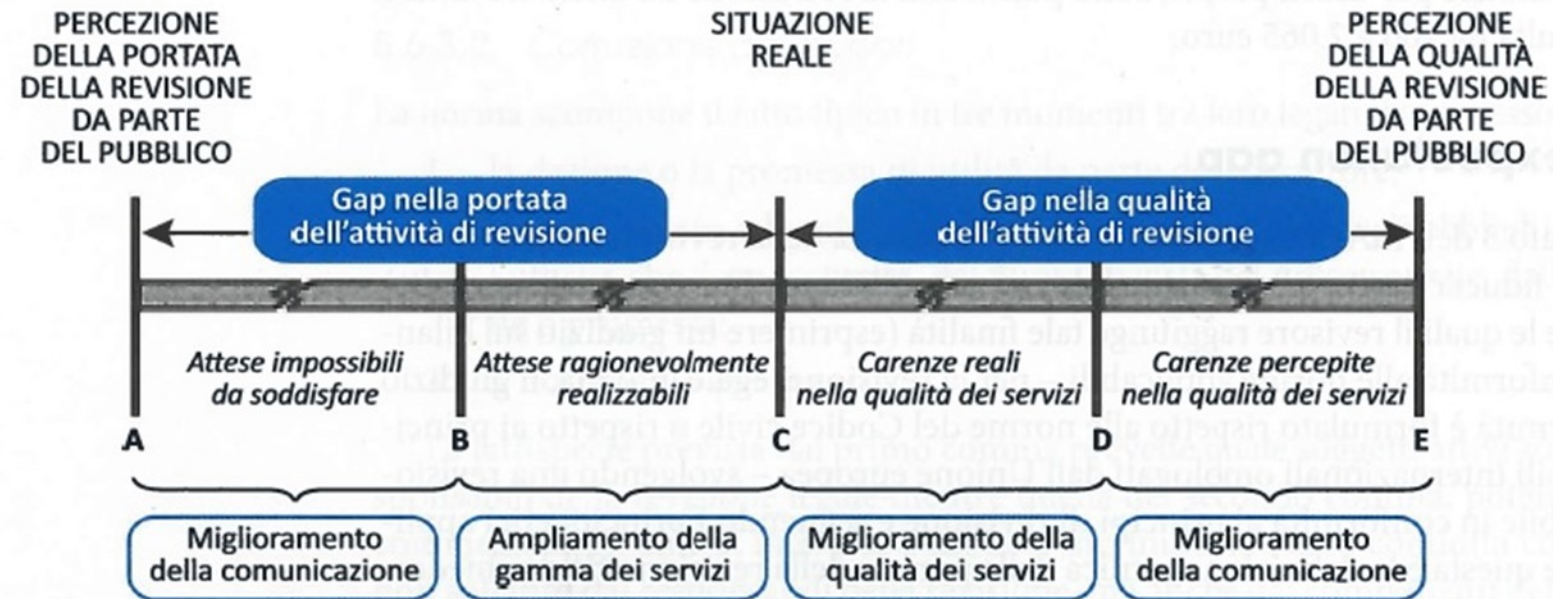 PERCEZIONE
DELLA PORTATA
DELLA REVISIONE
DA PARTE
DEL PUBBLICO
SITUAZIONE
REALE
PERCEZIONE
DELLA QUALITÀ
DELLA REVISIONE
DA PARTE
DEL PUBBLICO
Gap nella portata
dell'attività di revisione
Gap nella qualità
dell'attività di revisione
Attese impossibili
da soddisfare
Attese ragionevolmente
realizzabili
Carenze reali
nella qualità dei servizi
Carenze percepite
nella qualità dei servizi
A
B
C
D
E
Miglioramento
della comunicazione
Ampliamento della
gamma dei servizi
Miglioramento della
qualità dei servizi
Miglioramento
della comunicazione